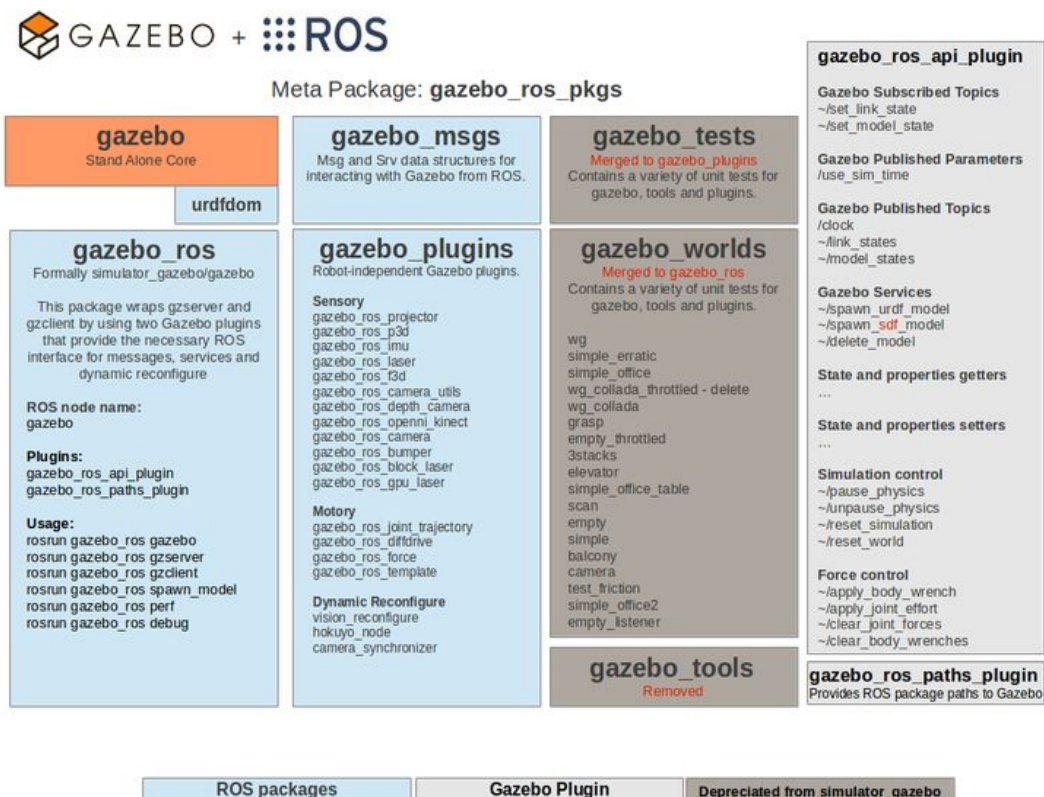 GAZEBO + ROS
Meta Package: gazebo_ros_pkgs
gazebo
Stand Alone Core
urdfdom
gazebo_ros
Formally simulator_gazebo/gazebo
This package wraps gzserver and
gzclient by using two Gazebo plugins
that provide the necessary ROS
interface for messages, services and
dynamic reconfigure
ROS node name:
gazebo
Plugins:
gazebo_ros_api_plugin
gazebo_ros_paths_plugin
Usage:
rosrun gazebo_ros gazebo
rosrun gazebo_ros gzserver
rosrun gazebo_ros gzclient
rosrun gazebo_ros spawn_model
rosrun gazebo_ros perf
rosrun gazebo_ros debug
gazebo_msgs
Msg and Srv data structures for
interacting with Gazebo from ROS.
gazebo_plugins
Robot-independent Gazebo plugins.
Sensory
gazebo_ros_projector
gazebo_ros_p3d
gazebo_ros_imu
gazebo_ros_laser
gazebo_ros_f3d
gazebo_ros_camera_utils
gazebo_ros_depth_camera
gazebo_ros_openni_kinect
gazebo_ros_camera
gazebo_ros_bumper
gazebo_ros_block_laser
gazebo_ros_gpu_laser
Motory
gazebo_ros_joint_trajectory
gazebo_ros_diffdrive
gazebo_ros_force
gazebo_ros_template
Dynamic Reconfigure
vision_reconfigure
hokuyo_node
camera_synchronizer
gazebo_tests
Merged to gazebo_plugins
Contains a variety of unit tests for
gazebo, tools and plugins.
gazebo_worlds
Merged to gazebo_ros
Contains a variety of unit tests for
gazebo, tools and plugins.
wg
simple_erratic
simple_office
wg_collada_throttled - delete
wg_collada
grasp
empty_throttled
3stacks
elevator
simple_office_table
scan
empty
simple
balcony
camera
test_friction
simple_office2
empty_listener
gazebo_tools
Removed
gazebo_ros_api_plugin
Gazebo Subscribed Topics
~/set_link_state
~/set_model_state
Gazebo Published Parameters
/use_sim_time
Gazebo Published Topics
/clock
~/link_states
~/model_states
Gazebo Services
~/spawn_urdf_model
~/spawn_sdf_model
~/delete_model
State and properties getters
...
State and properties setters
...
Simulation control
~/pause_physics
~/unpause_physics
~/reset_simulation
~/reset_world
Force control
~/apply_body_wrench
~/apply_joint_effort
~/clear_joint_forces
~/clear_body_wrenches
gazebo_ros_paths_plugin
Provides ROS package paths to Gazebo
ROS packages
Gazebo Plugin
Depreciated from simulator_gazebo